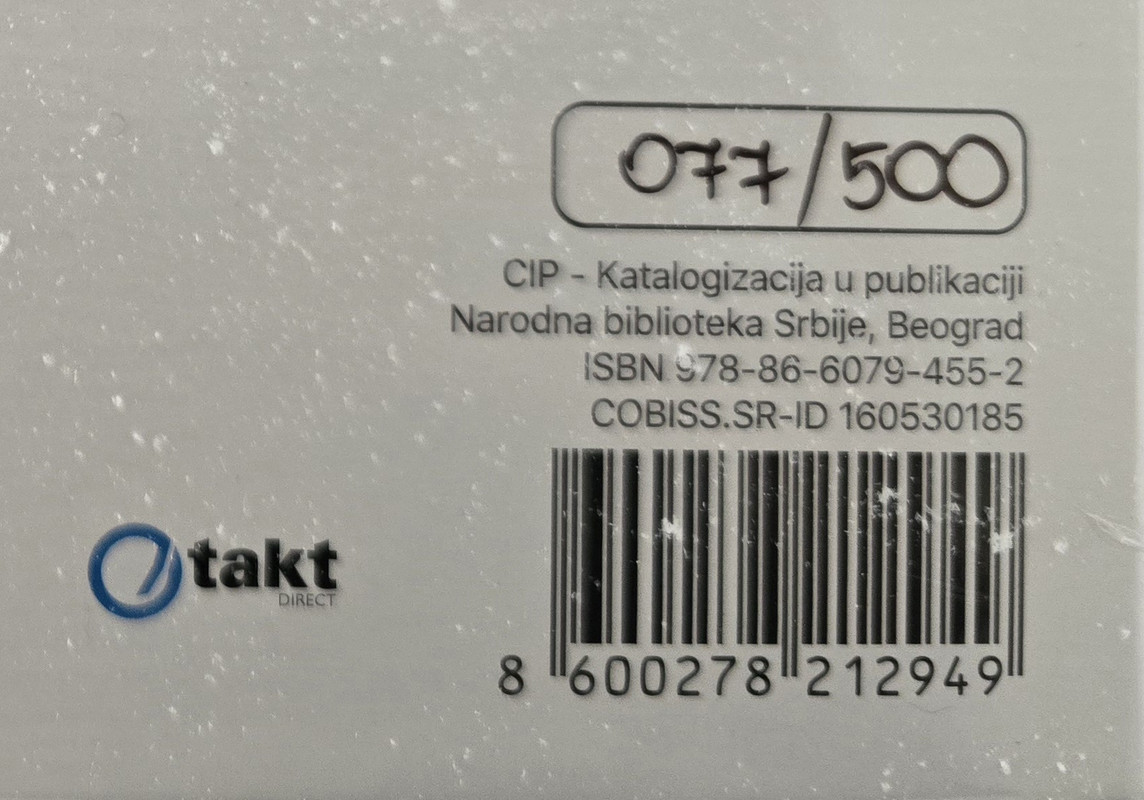 077/500
CIP - Katalogizacija u publikaciji
Narodna biblioteka Srbije, Beograd
ISBN 978-86-6079-455-2
COBISS.SR-ID 160530185
takt
DIRECT
8 600278 212949